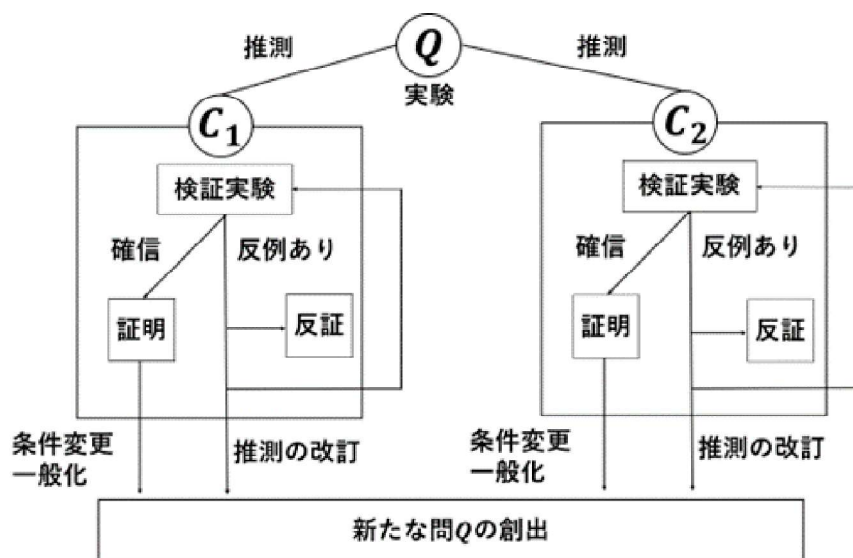 推測
Q
推測
実験
C₁
C₂
検証実験
検証実験
確信
反例あり
確信
反例あり
証明
反証
証明
反証
条件変更
一般化
推測の改訂
条件変更
一般化
推測の改訂
新たな問Qの創出